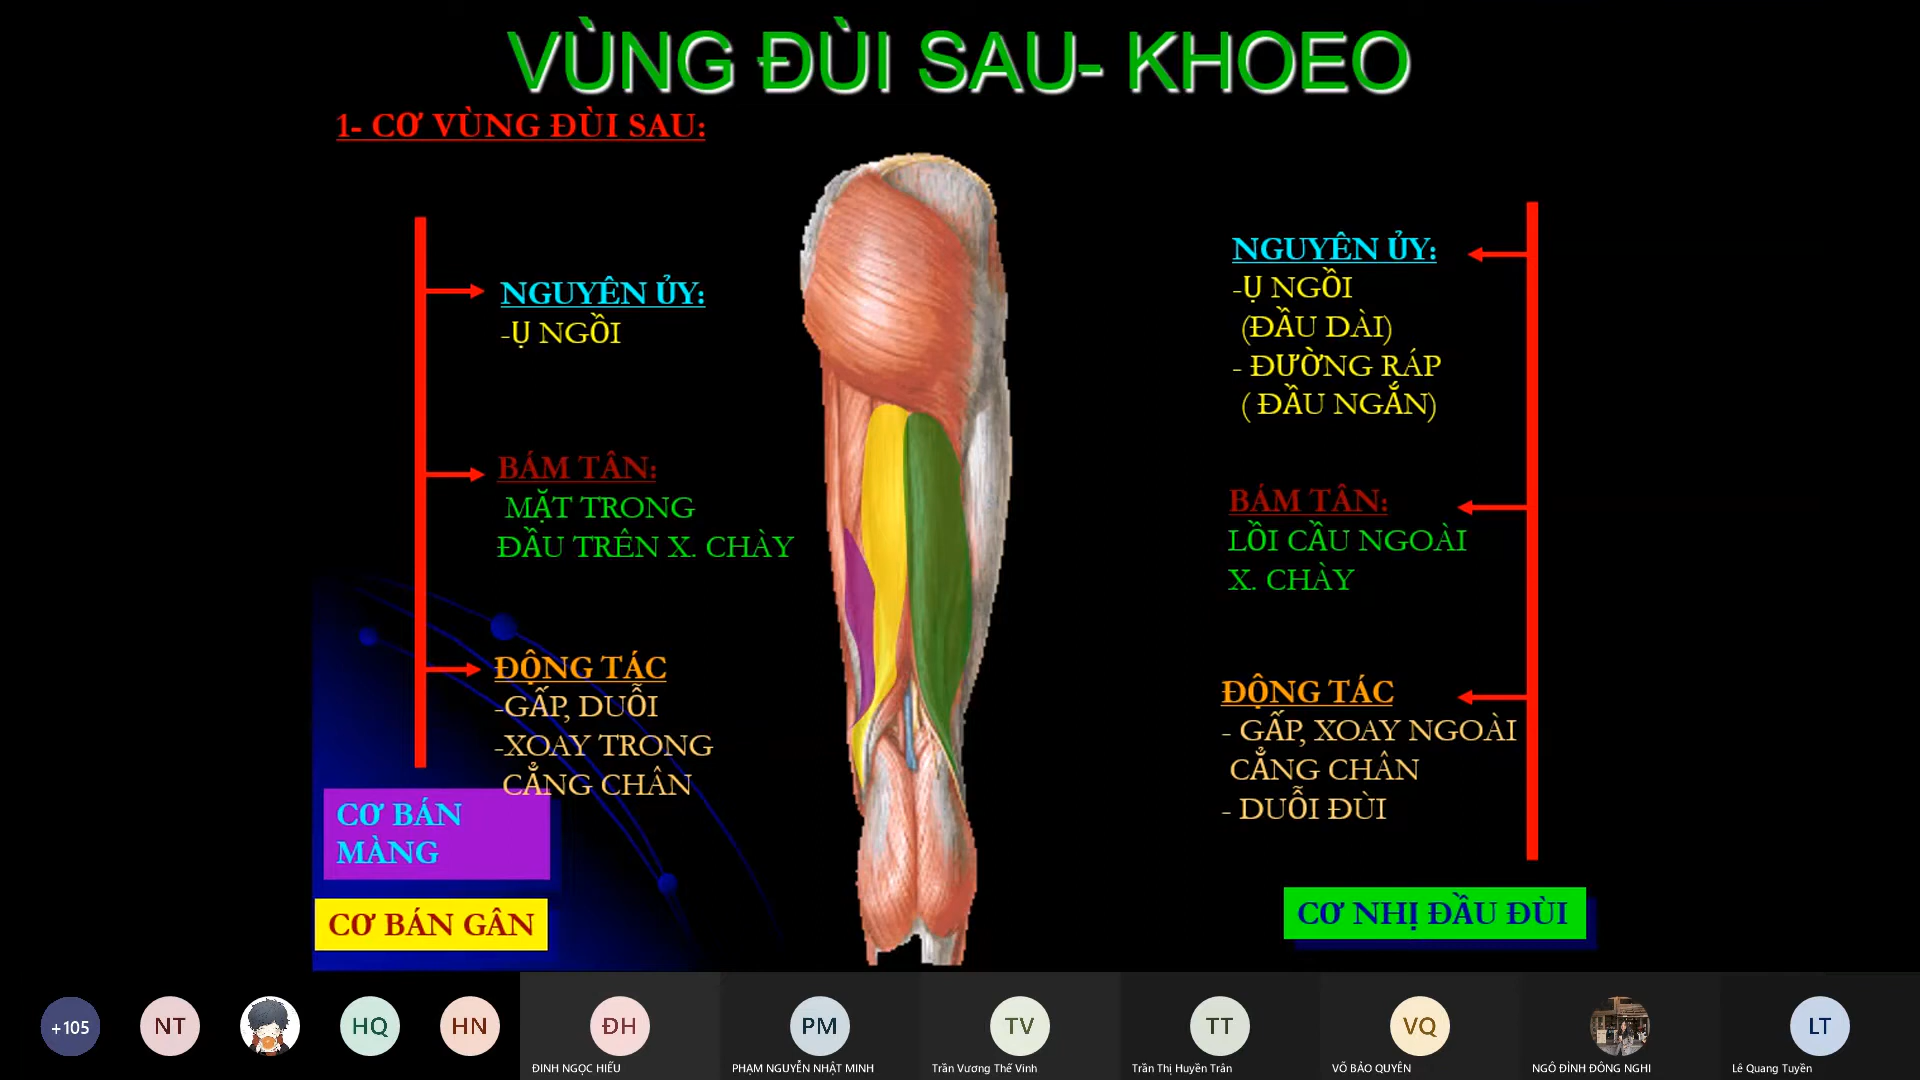 VÙNG ĐÙI SAU- KHOEO
1- CƠ VÙNG ĐÙI SAU:
NGUYÊN ỦY:
-Ụ NGỒI
BÁM TÂN:
MẶT TRONG
ĐẦU TRÊN X. CHÀY
ĐỘNG TÁC
-GẤP, DUỖI
-XOAY TRONG
CẲNG CHÂN
CƠ BÁN
MÀNG
CƠ BÁN GÂN
NGUYÊN ỦY:
-Ụ NGỒI
(ĐẦU DÀI)
- ĐƯỜNG RÁP
( ĐẦU NGẮN)
BÁM TÂN:
LỒI CẦU NGOÀI
X. CHÀY
ĐỘNG TÁC
- GẤP, XOAY NGOÀI
CẲNG CHÂN
- DUỖI ĐÙI
CƠ NHỊ ĐẦU ĐÙI
+105
NT
HQ
HN
ĐH
PM
TV
TT
VQ
LT
ĐINH NGỌC HIẾU
PHẠM NGUYỄN NHẬT MINH
Trần Vương Thế Vinh
Trần Thị Huyền Trân
VÕ BẢO QUYÊN
NGÔ ĐÌNH ĐÔNG NGHI
Lê Quang Tuyền